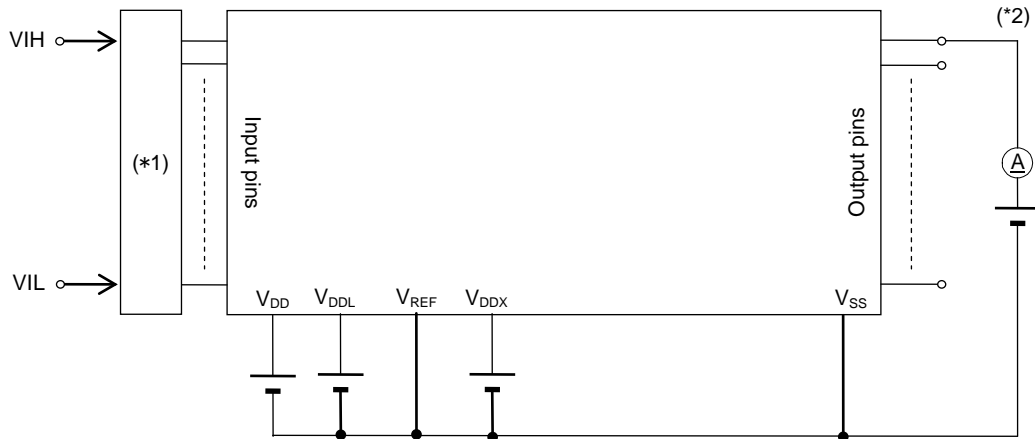 (*2)
VIH
(*1)
Input pins
Output pins
A
VIL
VDD
VDDL
VREF
VDDX
VSS